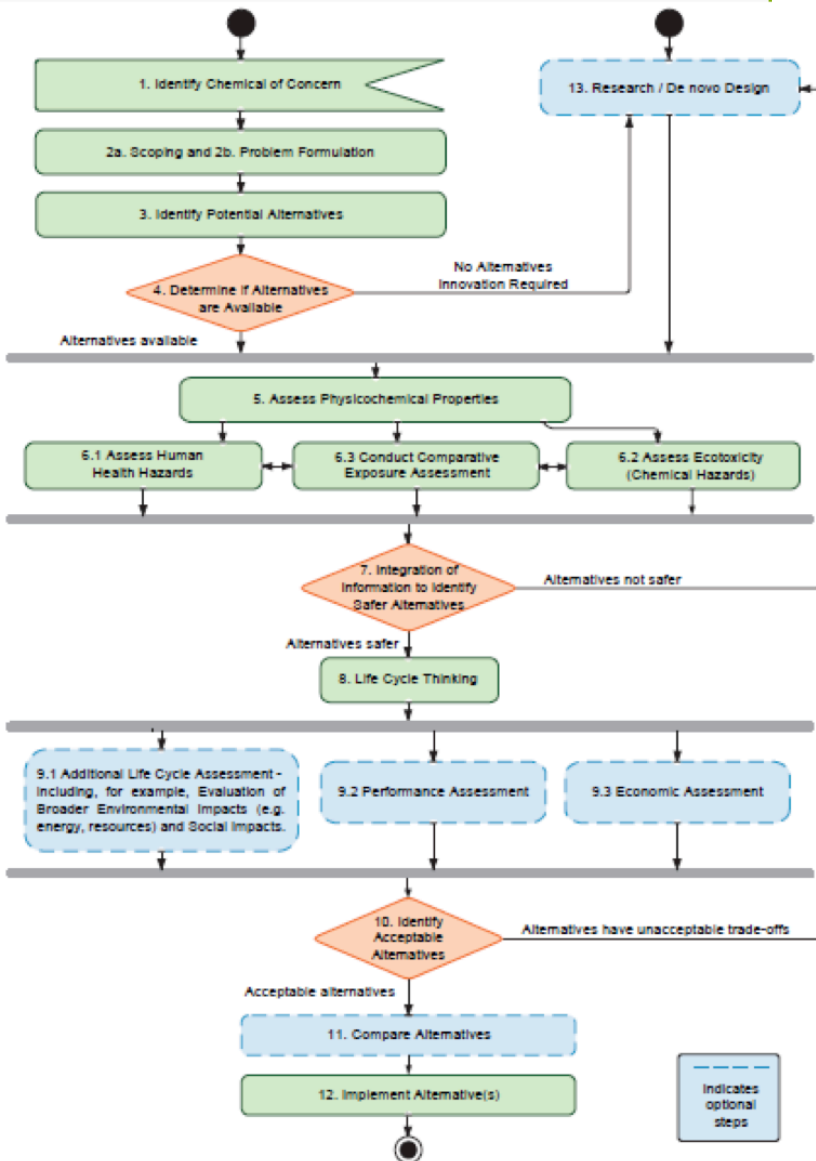 1. Identify Chemical of Concern
13. Research / De novo Design
2a. Scoping and 2b. Problem Formulation
3. Identify Potential Alternatives
4. Determine if Alternatives
are Available
No Alternatives
Innovation Required
Alternatives available
5. Assess Physicochemical Properties
6.1 Assess Human
Health Hazards
6.3 Conduct Comparative
Exposure Assessment
6.2 Assess Ecotoxicity
(Chemical Hazards)
7. Integration of
Information to Identify
Safer Alternatives
Alternatives not safer
Alternatives safer
8. Life Cycle Thinking
9.1 Additional Life Cycle Assessment -
Including, for example, Evaluation of
Broader Environmental Impacts (e.g.
energy, resources) and Social Impacts.
9.2 Performance Assessment
9.3 Economic Assessment
10. Identify
Acceptable
Alternatives
Alternatives have unacceptable trade-offs
Acceptable alternatives
11. Compare Alternatives
12. Implement Alternative(s)
Indicates
optional
steps